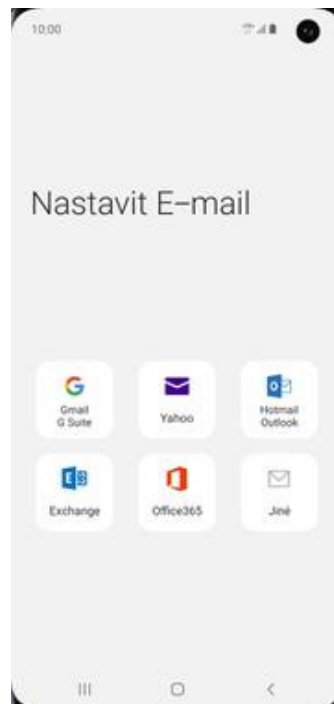 10:00
Nastavit E-mail
Gmail
G Suite
Yahoo
Hotmail
Outlook
Exchange
Office365
Jiné